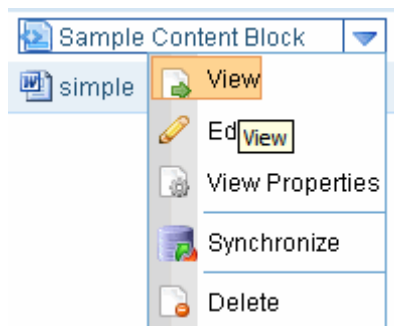 Sample Content Block
simple
View
Ed
View
View Properties
Synchronize
Delete